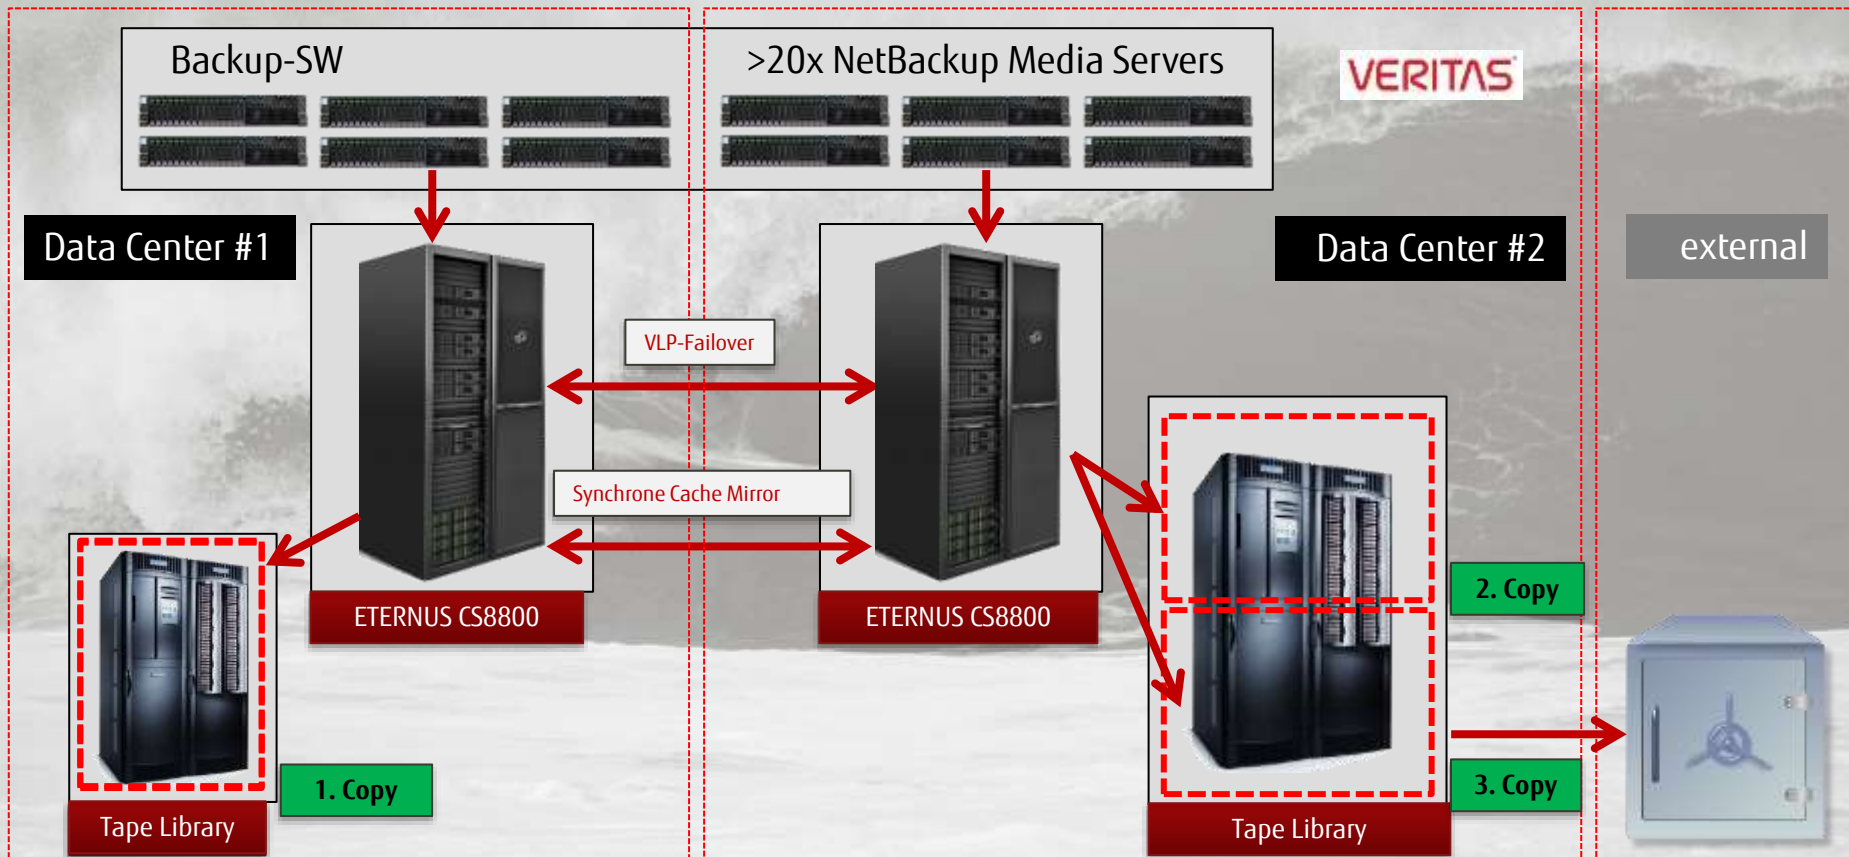 Backup-SW
>20x NetBackup Media Servers
VERITAS
Data Center #1
Data Center #2
external
VLP-Failover
Synchrone Cache Mirror
ETERNUS CS8800
ETERNUS CS8800
2. Copy
1. Copy
3. Copy
Tape Library
Tape Library